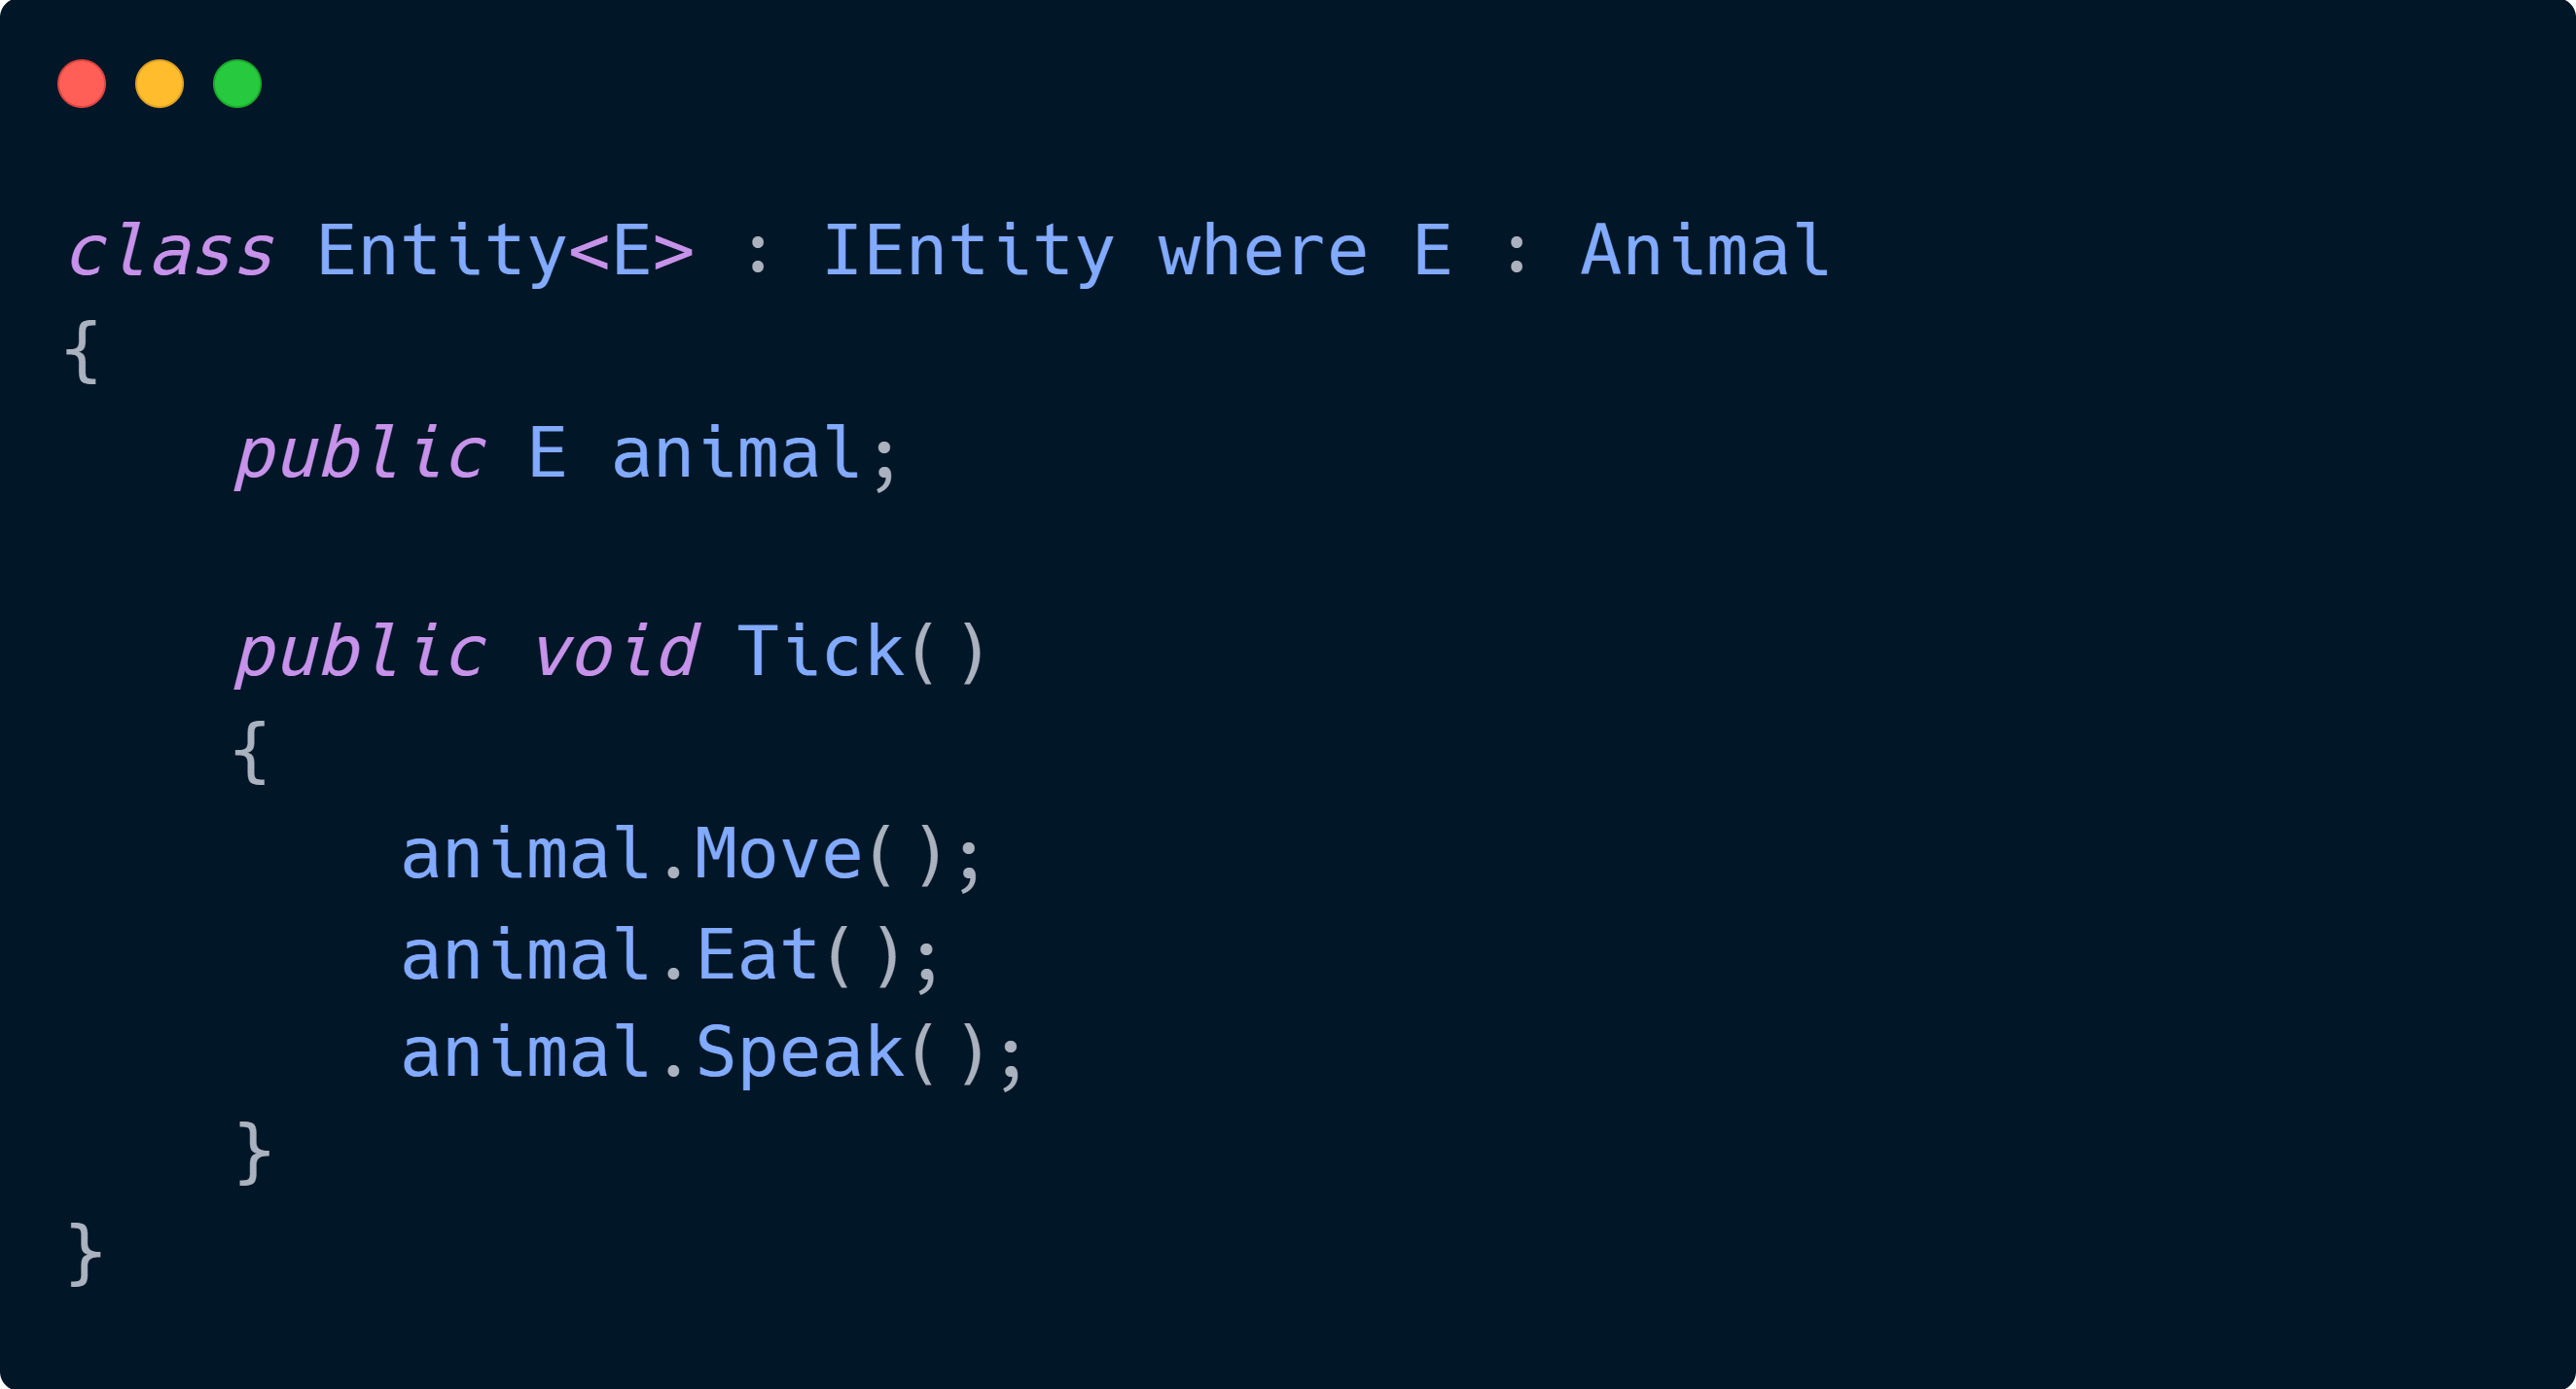 class Entity<E> : IEntity where E : Animal
{
    public E animal;

    public void Tick()
    {
        animal.Move();
        animal.Eat();
        animal.Speak();
    }
}